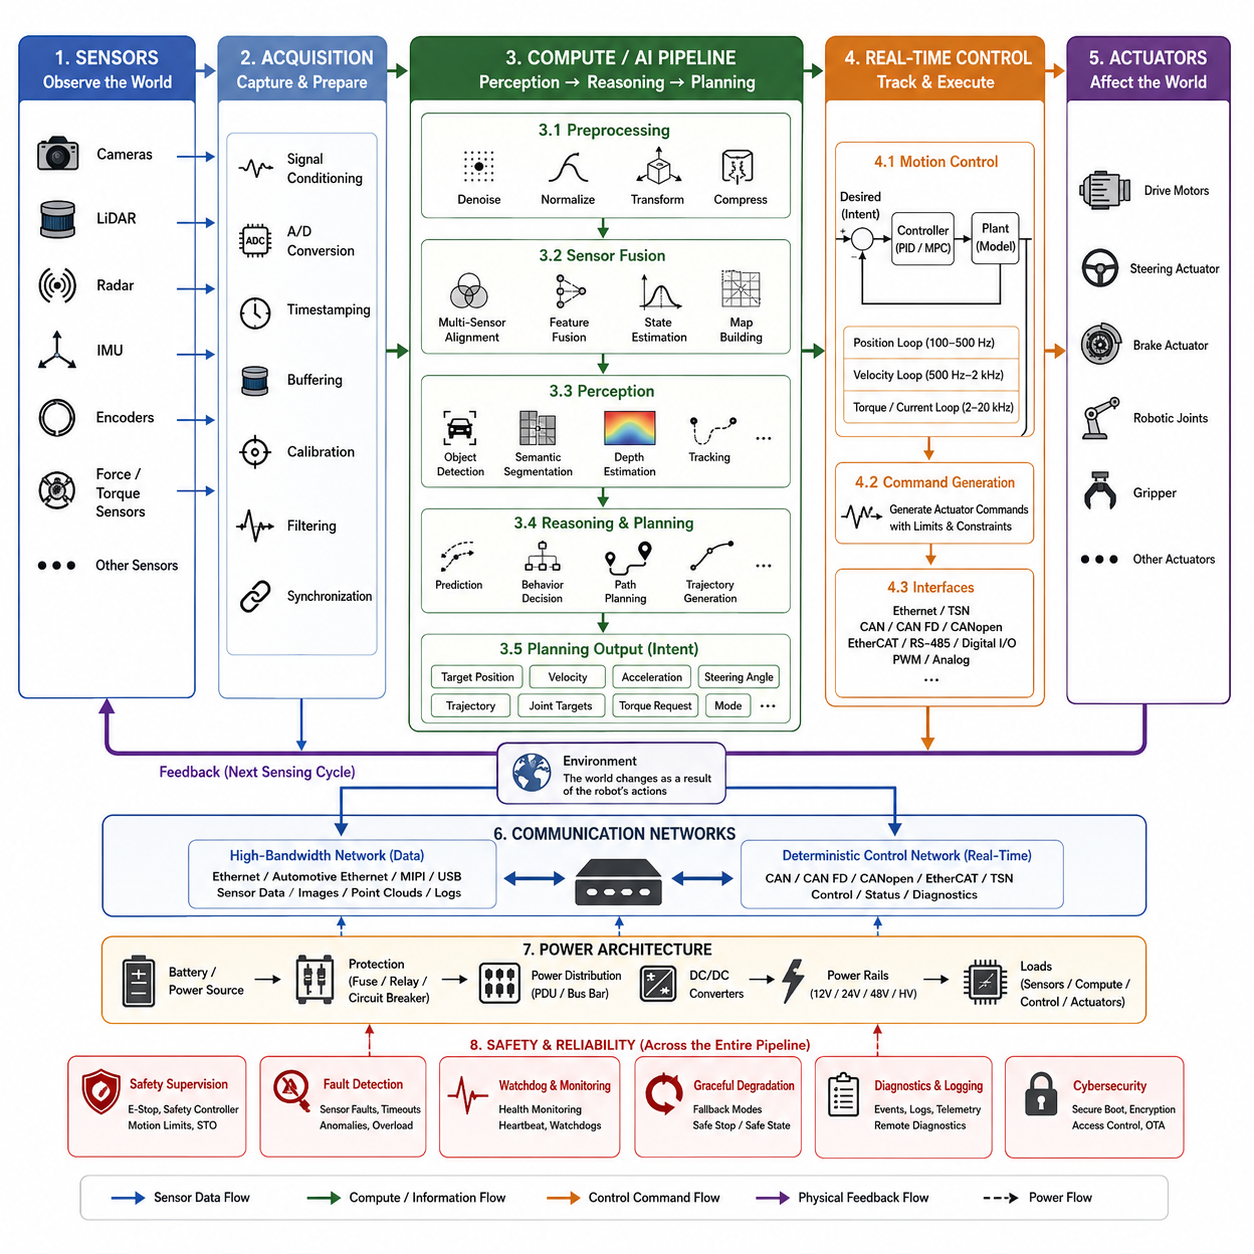 1. SENSORS
Observe the World
Cameras
LiDAR
Radar
IMU
Encoders
Force /
Torque
Sensors
Other Sensors
2. ACQUISITION
Capture & Prepare
Signal
Conditioning
ADC
A/D
Conversion
Timestamping
Buffering
Calibration
Filtering
Synchronization
3. COMPUTE / AI PIPELINE
Perception → Reasoning → Planning
3.1 Preprocessing
Denoise
Normalize
Transform
Compress
3.2 Sensor Fusion
Multi-Sensor
Alignment
Feature
Fusion
State
Estimation
Map
Building
3.3 Perception
Object
Detection
Semantic
Segmentation
Depth
Estimation
Tracking
...
3.4 Reasoning & Planning
Prediction
Behavior
Decision
Path
Planning
Trajectory
Generation
...
3.5 Planning Output (Intent)
Target Position
Velocity
Acceleration
Steering Angle
Trajectory
Joint Targets
Torque Request
Mode
...
4. REAL-TIME CONTROL
Track & Execute
4.1 Motion Control
Desired
(Intent)
+
−
Controller
(PID / MPC)
Plant
(Model)
Position Loop (100–500 Hz)
Velocity Loop (500 Hz–2 kHz)
Torque / Current Loop (2–20 kHz)
4.2 Command Generation
Generate Actuator Commands
with Limits & Constraints
4.3 Interfaces
Ethernet / TSN
CAN / CAN FD / CANopen
EtherCAT / RS-485 / Digital I/O
PWM / Analog
...
5. ACTUATORS
Affect the World
Drive Motors
Steering Actuator
Brake Actuator
Robotic Joints
Gripper
Other Actuators
Feedback (Next Sensing Cycle)
Environment
The world changes as a result
of the robot's actions
6. COMMUNICATION NETWORKS
High-Bandwidth Network (Data)
Ethernet / Automotive Ethernet / MIPI / USB
Sensor Data / Images / Point Clouds / Logs
Deterministic Control Network (Real-Time)
CAN / CAN FD / CANopen / EtherCAT / TSN
Control / Status / Diagnostics
7. POWER ARCHITECTURE
Battery /
Power Source
Protection
(Fuse / Relay /
Circuit Breaker)
Power Distribution
(PDU / Bus Bar)
DC/DC
Converters
Power Rails
(12V / 24V / 48V / HV)
Loads
(Sensors / Compute /
Control / Actuators)
8. SAFETY & RELIABILITY (Across the Entire Pipeline)
Safety Supervision
E-Stop, Safety Controller
Motion Limits, STO
Fault Detection
Sensor Faults, Timeouts
Anomalies, Overload
Watchdog & Monitoring
Health Monitoring
Heartbeat, Watchdogs
Graceful Degradation
Fallback Modes
Safe Stop / Safe State
Diagnostics & Logging
Events, Logs, Telemetry
Remote Diagnostics
Cybersecurity
Secure Boot, Encryption
Access Control, OTA
Sensor Data Flow
Compute / Information Flow
Control Command Flow
Physical Feedback Flow
Power Flow